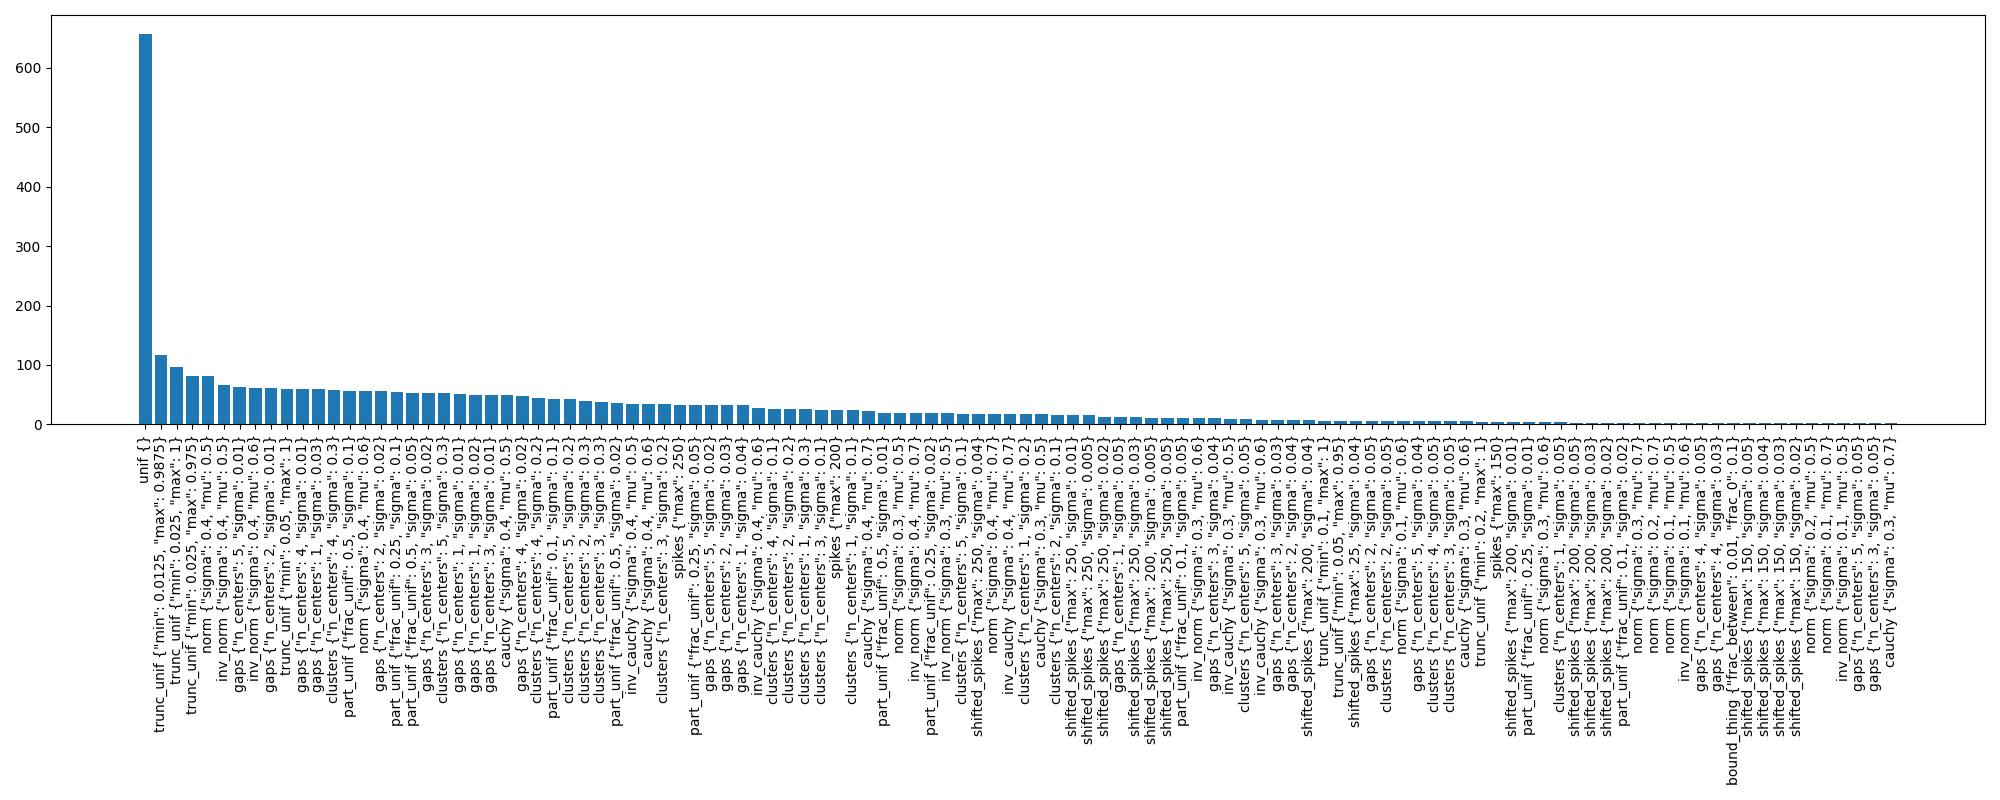 600
500
400
300
200
100
0
unif {}
trunc_unif {"min": 0.0125, "max": 0.9875}
trunc_unif {"min": 0.025, "max": 1}
trunc_unif {"min": 0.025, "max": 0.975}
norm {"sigma": 0.4, "mu": 0.5}
inv_norm {"sigma": 0.4, "mu": 0.5}
gaps {"n_centers": 5, "sigma": 0.01}
inv_norm {"sigma": 0.4, "mu": 0.6}
gaps {"n_centers": 2, "sigma": 0.01}
trunc_unif {"min": 0.05, "max": 1}
gaps {"n_centers": 4, "sigma": 0.01}
gaps {"n_centers": 1, "sigma": 0.03}
clusters {"n_centers": 4, "sigma": 0.3}
part_unif {"frac_unif": 0.5, "sigma": 0.1}
norm {"sigma": 0.4, "mu": 0.6}
gaps {"n_centers": 2, "sigma": 0.02}
part_unif {"frac_unif": 0.25, "sigma": 0.1}
part_unif {"frac_unif": 0.5, "sigma": 0.05}
gaps {"n_centers": 3, "sigma": 0.02}
clusters {"n_centers": 5, "sigma": 0.3}
gaps {"n_centers": 1, "sigma": 0.01}
gaps {"n_centers": 1, "sigma": 0.02}
gaps {"n_centers": 3, "sigma": 0.01}
cauchy {"sigma": 0.4, "mu": 0.5}
gaps {"n_centers": 4, "sigma": 0.02}
clusters {"n_centers": 4, "sigma": 0.2}
part_unif {"frac_unif": 0.1, "sigma": 0.1}
clusters {"n_centers": 5, "sigma": 0.2}
clusters {"n_centers": 2, "sigma": 0.3}
clusters {"n_centers": 3, "sigma": 0.3}
part_unif {"frac_unif": 0.5, "sigma": 0.02}
inv_cauchy {"sigma": 0.4, "mu": 0.5}
cauchy {"sigma": 0.4, "mu": 0.6}
clusters {"n_centers": 3, "sigma": 0.2}
spikes {"max": 250}
part_unif {"frac_unif": 0.25, "sigma": 0.05}
gaps {"n_centers": 5, "sigma": 0.02}
gaps {"n_centers": 2, "sigma": 0.03}
gaps {"n_centers": 1, "sigma": 0.04}
inv_cauchy {"sigma": 0.4, "mu": 0.6}
clusters {"n_centers": 4, "sigma": 0.1}
clusters {"n_centers": 2, "sigma": 0.2}
clusters {"n_centers": 1, "sigma": 0.3}
clusters {"n_centers": 3, "sigma": 0.1}
spikes {"max": 200}
clusters {"n_centers": 1, "sigma": 0.1}
cauchy {"sigma": 0.4, "mu": 0.7}
part_unif {"frac_unif": 0.5, "sigma": 0.01}
norm {"sigma": 0.3, "mu": 0.5}
inv_norm {"sigma": 0.4, "mu": 0.7}
part_unif {"frac_unif": 0.25, "sigma": 0.02}
inv_norm {"sigma": 0.3, "mu": 0.5}
clusters {"n_centers": 5, "sigma": 0.1}
shifted_spikes {"max": 250, "sigma": 0.04}
norm {"sigma": 0.4, "mu": 0.7}
inv_cauchy {"sigma": 0.4, "mu": 0.7}
clusters {"n_centers": 1, "sigma": 0.2}
cauchy {"sigma": 0.3, "mu": 0.5}
clusters {"n_centers": 2, "sigma": 0.1}
shifted_spikes {"max": 250, "sigma": 0.01}
shifted_spikes {"max": 250, "sigma": 0.005}
shifted_spikes {"max": 250, "sigma": 0.02}
gaps {"n_centers": 1, "sigma": 0.05}
shifted_spikes {"max": 250, "sigma": 0.03}
shifted_spikes {"max": 200, "sigma": 0.005}
shifted_spikes {"max": 250, "sigma": 0.05}
part_unif {"frac_unif": 0.1, "sigma": 0.05}
inv_norm {"sigma": 0.3, "mu": 0.6}
gaps {"n_centers": 3, "sigma": 0.04}
inv_cauchy {"sigma": 0.3, "mu": 0.5}
clusters {"n_centers": 5, "sigma": 0.05}
inv_cauchy {"sigma": 0.3, "mu": 0.6}
gaps {"n_centers": 3, "sigma": 0.03}
gaps {"n_centers": 2, "sigma": 0.04}
shifted_spikes {"max": 200, "sigma": 0.04}
trunc_unif {"min": 0.1, "max": 1}
trunc_unif {"min": 0.05, "max": 0.95}
shifted_spikes {"max": 25, "sigma": 0.04}
gaps {"n_centers": 2, "sigma": 0.05}
clusters {"n_centers": 2, "sigma": 0.05}
norm {"sigma": 0.1, "mu": 0.6}
gaps {"n_centers": 5, "sigma": 0.04}
clusters {"n_centers": 4, "sigma": 0.05}
clusters {"n_centers": 3, "sigma": 0.05}
cauchy {"sigma": 0.3, "mu": 0.6}
trunc_unif {"min": 0.2, "max": 1}
spikes {"max": 150}
shifted_spikes {"max": 200, "sigma": 0.01}
part_unif {"frac_unif": 0.25, "sigma": 0.01}
norm {"sigma": 0.3, "mu": 0.6}
clusters {"n_centers": 1, "sigma": 0.05}
shifted_spikes {"max": 200, "sigma": 0.05}
shifted_spikes {"max": 200, "sigma": 0.03}
shifted_spikes {"max": 200, "sigma": 0.02}
part_unif {"frac_unif": 0.1, "sigma": 0.02}
norm {"sigma": 0.3, "mu": 0.7}
norm {"sigma": 0.2, "mu": 0.7}
norm {"sigma": 0.1, "mu": 0.5}
inv_norm {"sigma": 0.1, "mu": 0.6}
gaps {"n_centers": 4, "sigma": 0.05}
gaps {"n_centers": 4, "sigma": 0.03}
bound_thing {"frac_between": 0.01, "frac_0": 0.1}
shifted_spikes {"max": 150, "sigma": 0.05}
shifted_spikes {"max": 150, "sigma": 0.04}
shifted_spikes {"max": 150, "sigma": 0.03}
shifted_spikes {"max": 150, "sigma": 0.02}
norm {"sigma": 0.2, "mu": 0.5}
norm {"sigma": 0.1, "mu": 0.7}
inv_norm {"sigma": 0.1, "mu": 0.5}
gaps {"n_centers": 5, "sigma": 0.05}
gaps {"n_centers": 3, "sigma": 0.05}
cauchy {"sigma": 0.3, "mu": 0.7}